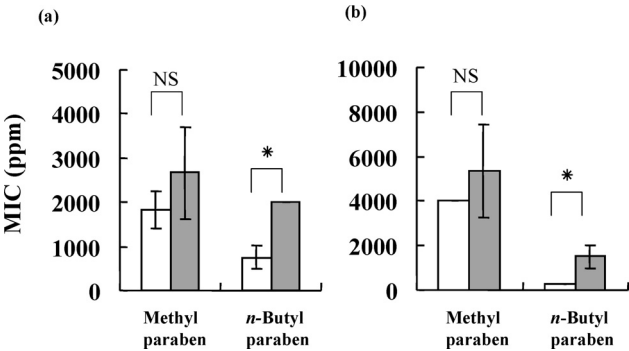 (a)
MIC (ppm)
5000
4000
3000
2000
1000
0
NS
*
Methyl paraben
n-Butyl paraben
(b)
10000
8000
6000
4000
2000
0
NS
*
Methyl paraben
n-Butyl paraben